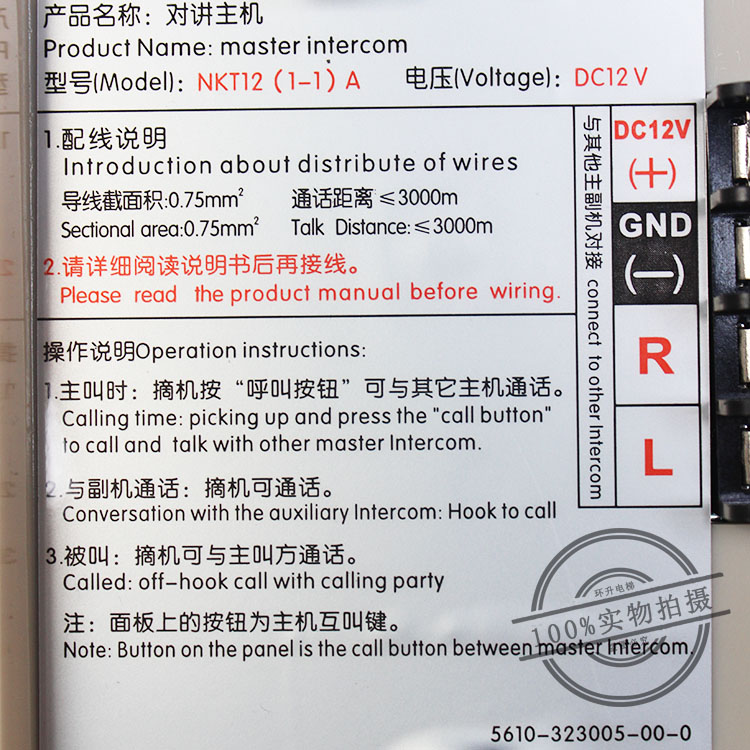 产品名称：对讲主机
Product Name: master intercom
型号(Model)： NKT12（1-1）A 电压(Voltage)： DC12 V
1.配线说明
Introduction about distribute of wires
导线截面积:0.75mm² 通话距离 ≤3000m
Sectional area:0.75mm² Talk Distance:≤3000m
2.请详细阅读说明书后再接线。
Please read the product manual before wiring.
与其他主副机对接 connect to other Intercom
DC12V
(+)
GND
(—)
R
L
操作说明Operation instructions:
1.主叫时：摘机按“呼叫按钮”可与其它主机通话。
Calling time: picking up and press the "call button"
to call and talk with other master Intercom.
2.与副机通话：摘机可通话。
Conversation with the auxiliary Intercom: Hook to call
3.被叫：摘机可与主叫方通话。
Called: off-hook call with calling party
注：面板上的按钮为主机互叫键。
Note: Button on the panel is the call button between master Intercom.
环升电梯
100%实物拍摄
5610-323005-00-0